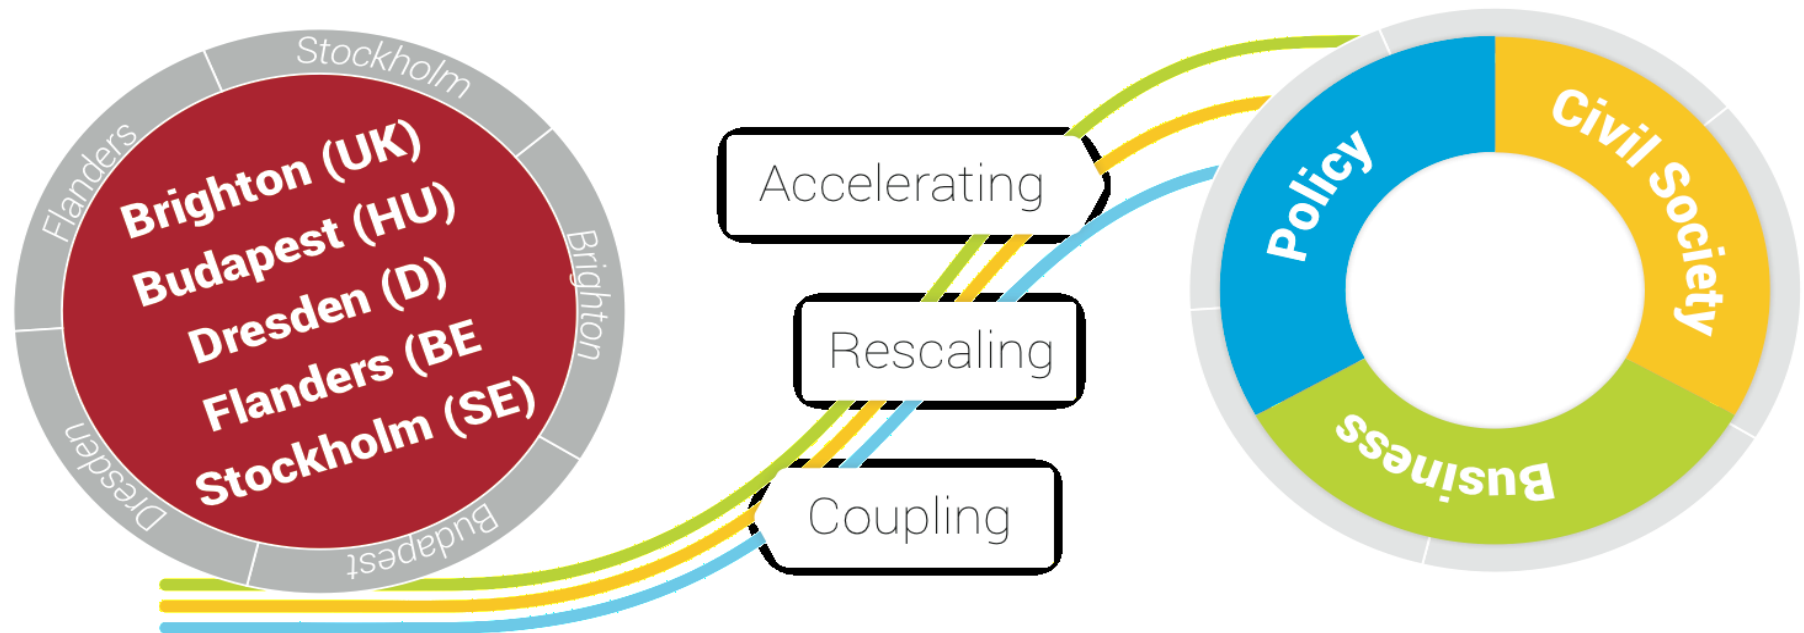 Stockholm
Flanders
Brighton
Dresden
Budapest
Brighton (UK)
Budapest (HU)
Dresden (D)
Flanders (BE
Stockholm (SE)
Accelerating
Rescaling
Coupling
Policy
Civil Society
Business